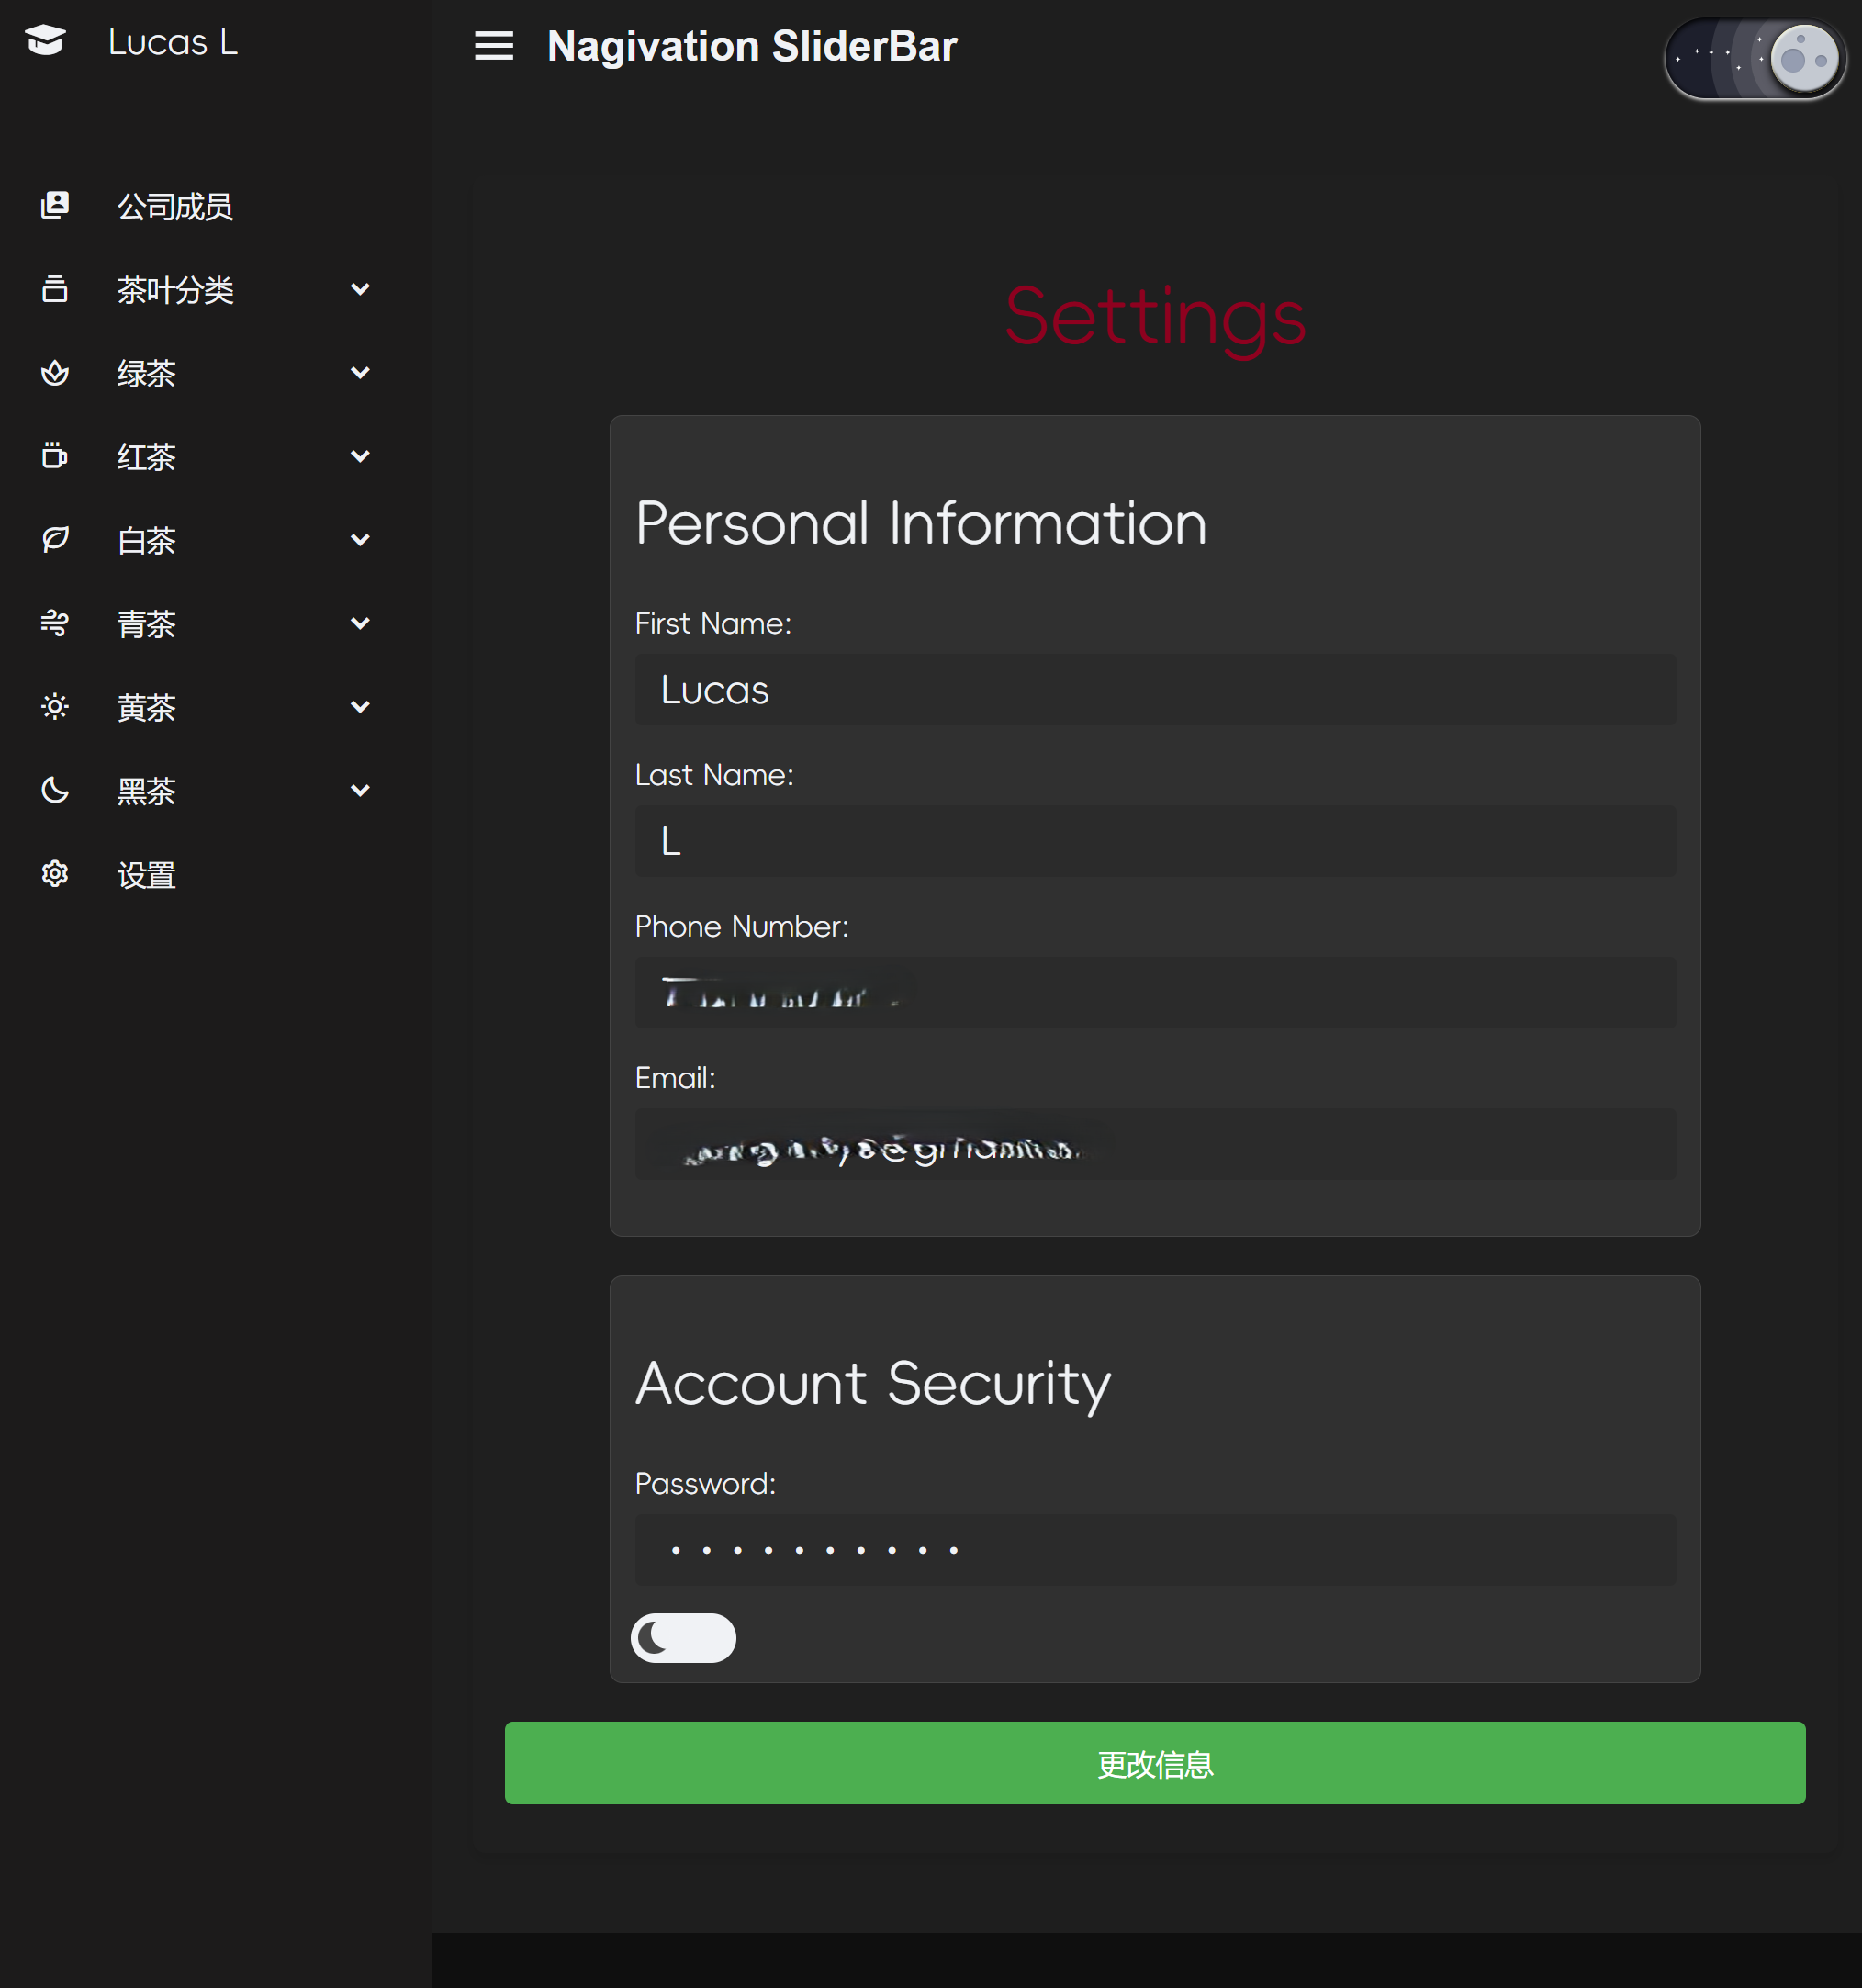 Lucas L
公司成员
茶叶分类
绿茶
红茶
白茶
青茶
黄茶
黑茶
设置
Nagivation SliderBar
Settings
Personal Information
First Name:
Lucas
Last Name:
L
Phone Number:
Email:
Account Security
Password:
更改信息